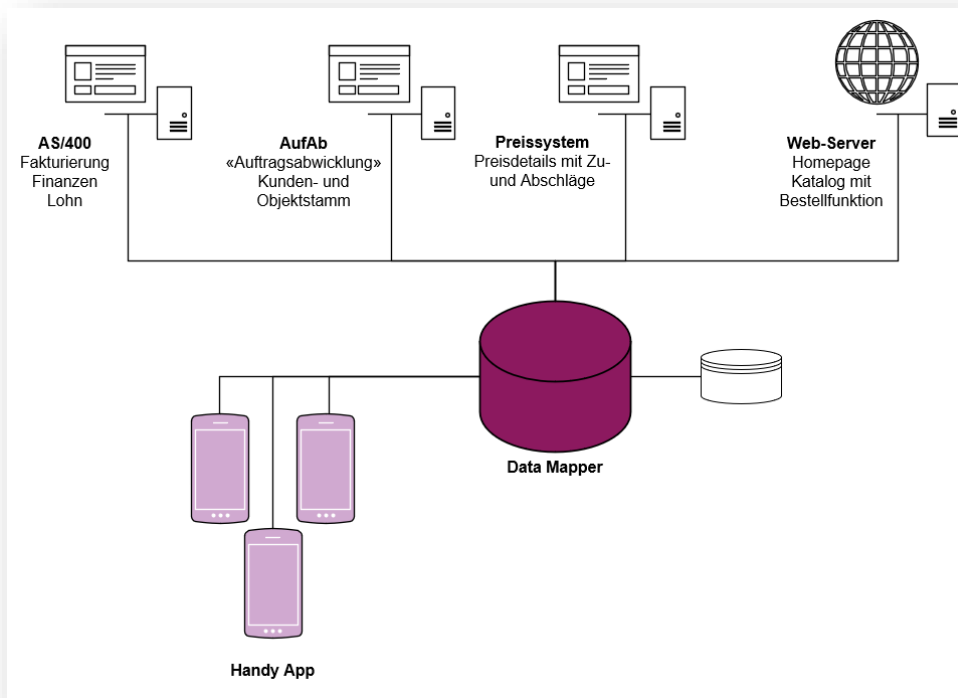 AS/400
Fakturierung
Finanzen
Lohn
AufAb
«Auftragsabwicklung»
Kunden- und
Objektstamm
Preissystem
Preisdetails mit Zu-
und Abschläge
Web-Server
Homepage
Katalog mit
Bestellfunktion
Data Mapper
Handy App